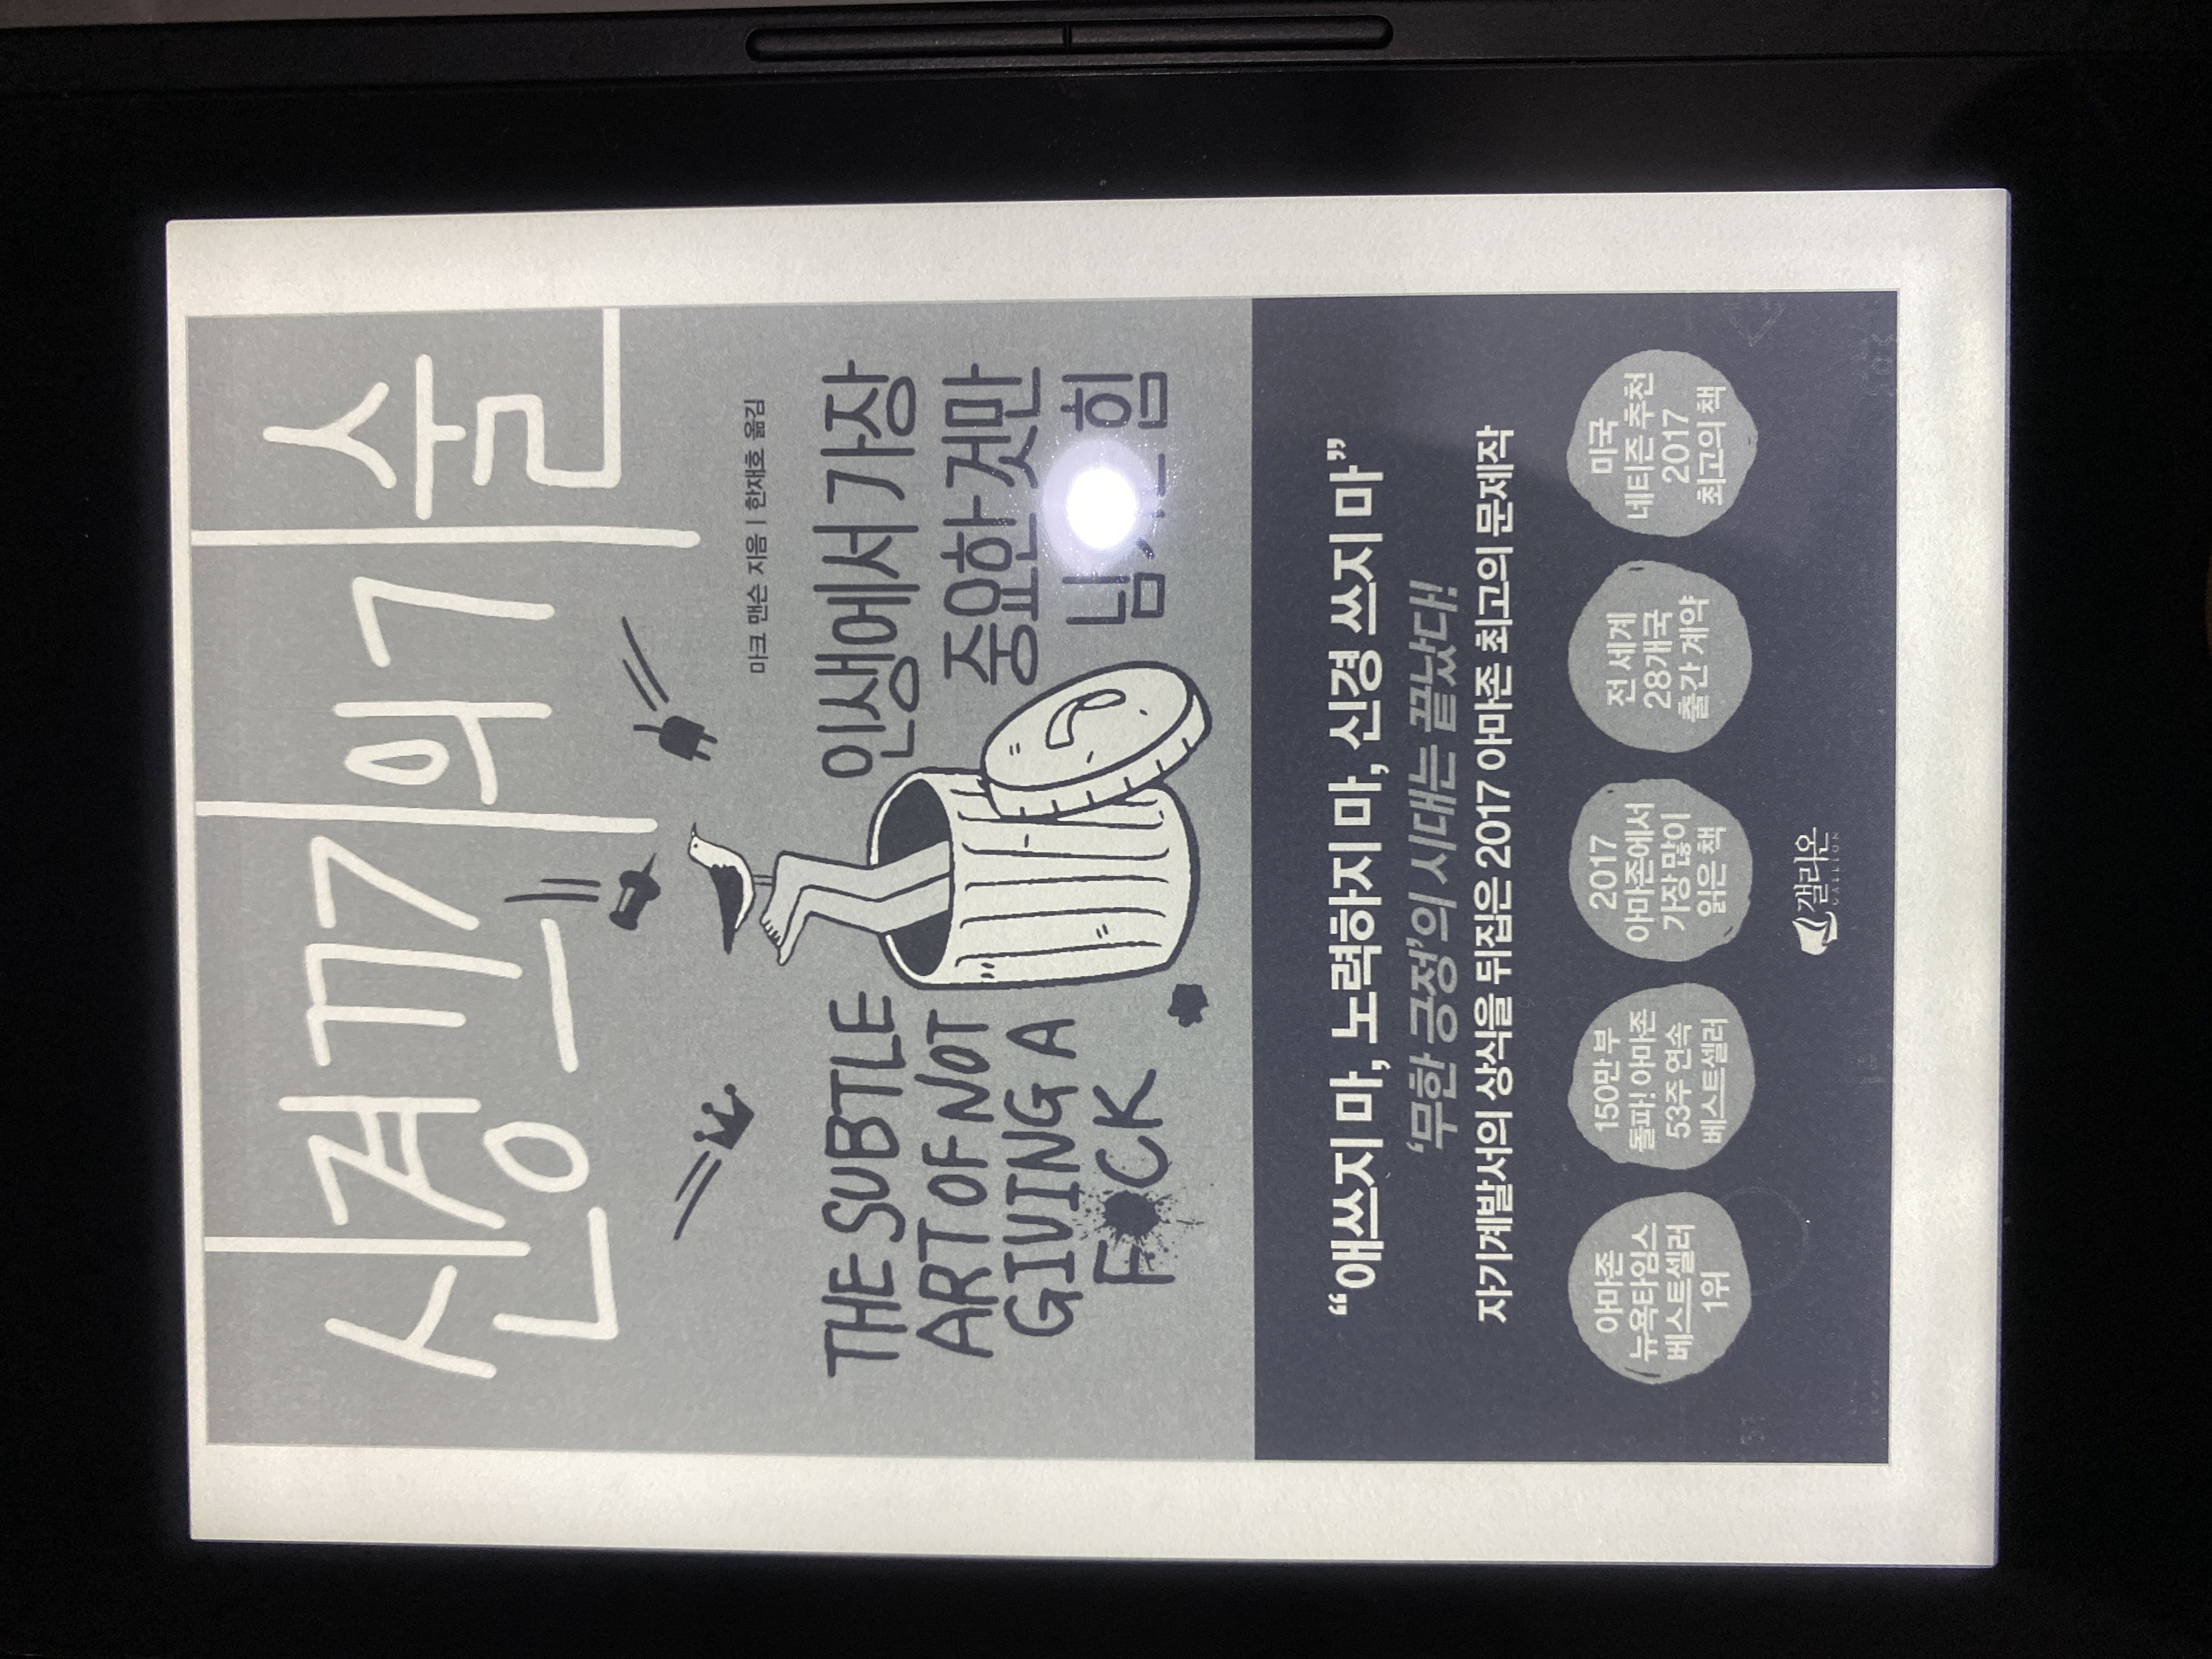 신경 끄기의 기술
마크 맨슨 지음 | 한재호 옮김
THE SUBTLE
ART OF NOT
GIVING A
F CK
인생에서 가장
중요한 것만
힘
“애쓰지 마, 노력하지 마, 신경 쓰지 마”
‘무한 긍정’의 시대는 끝났다!
자기계발서의 상식을 뒤집은 2017 아마존 최고의 문제작
아마존
뉴욕타임스
베스트셀러
1위
150만 부
돌파! 아마존
53주 연속
베스트셀러
2017
아마존에서
가장 많이
읽은 책
전 세계
28개국
출간 계약
미국
네티즌 추천
2017
최고의 책
갤리온
GALLEON